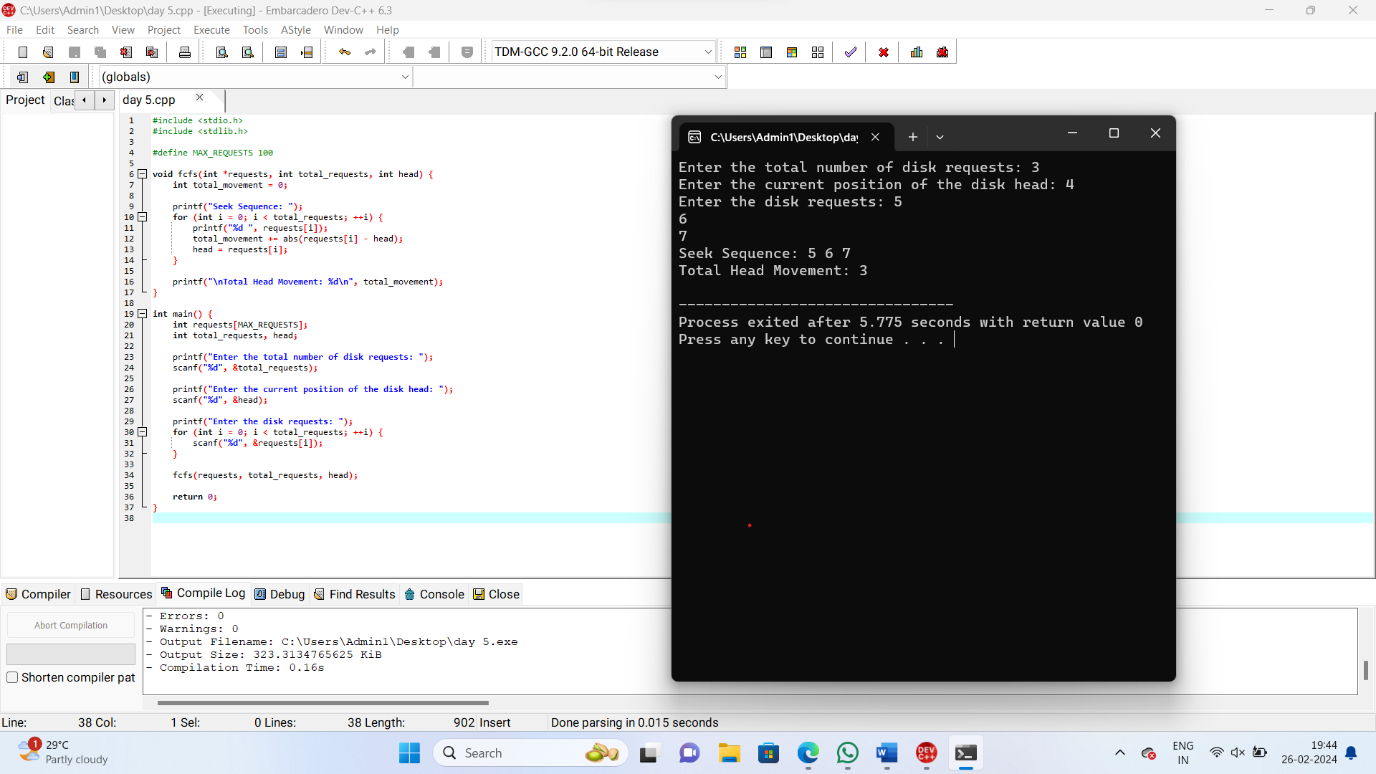 C:\Users\Admin1\Desktop\day 5.cpp - [Executing] - Embarcadero Dev-C++ 6.3
File Edit Search View Project Execute Tools AStyle Window Help
TDM-GCC 9.2.0 64-bit Release
(globals)
Project Clas day 5.cpp
1 #include <stdio.h>
2 #include <stdlib.h>
3
4 #define MAX_REQUESTS 100
5
6 void fcfs(int *requests, int total_requests, int head) {
7 int total_movement = 0;
8
9 printf("Seek Sequence: ");
10 for (int i = 0; i < total_requests; ++i) {
11 printf("%d ", requests[i]);
12 total_movement += abs(requests[i] - head);
13 head = requests[i];
14 }
15
16 printf("\nTotal Head Movement: %d\n", total_movement);
17 }
18
19 int main() {
20 int requests[MAX_REQUESTS];
21 int total_requests, head;
22
23 printf("Enter the total number of disk requests: ");
24 scanf("%d", &total_requests);
25
26 printf("Enter the current position of the disk head: ");
27 scanf("%d", &head);
28
29 printf("Enter the disk requests: ");
30 for (int i = 0; i < total_requests; ++i) {
31 scanf("%d", &requests[i]);
32 }
33
34 fcfs(requests, total_requests, head);
35
36 return 0;
37 }
38
C:\Users\Admin1\Desktop\day
Enter the total number of disk requests: 3
Enter the current position of the disk head: 4
Enter the disk requests: 5
6
7
Seek Sequence: 5 6 7
Total Head Movement: 3
--------------------------------
Process exited after 5.775 seconds with return value 0
Press any key to continue . . .
Compiler Resources Compile Log Debug Find Results Console Close
Abort Compilation
Shorten compiler pat
- Errors: 0
- Warnings: 0
- Output Filename: C:\Users\Admin1\Desktop\day 5.exe
- Output Size: 323.3134765625 KiB
- Compilation Time: 0.16s
Line: 38 Col: 1 Sel: 0 Lines: 38 Length: 902 Insert Done parsing in 0.015 seconds
1 29°C
Partly cloudy
Search
ENG
IN
19:44
26-02-2024